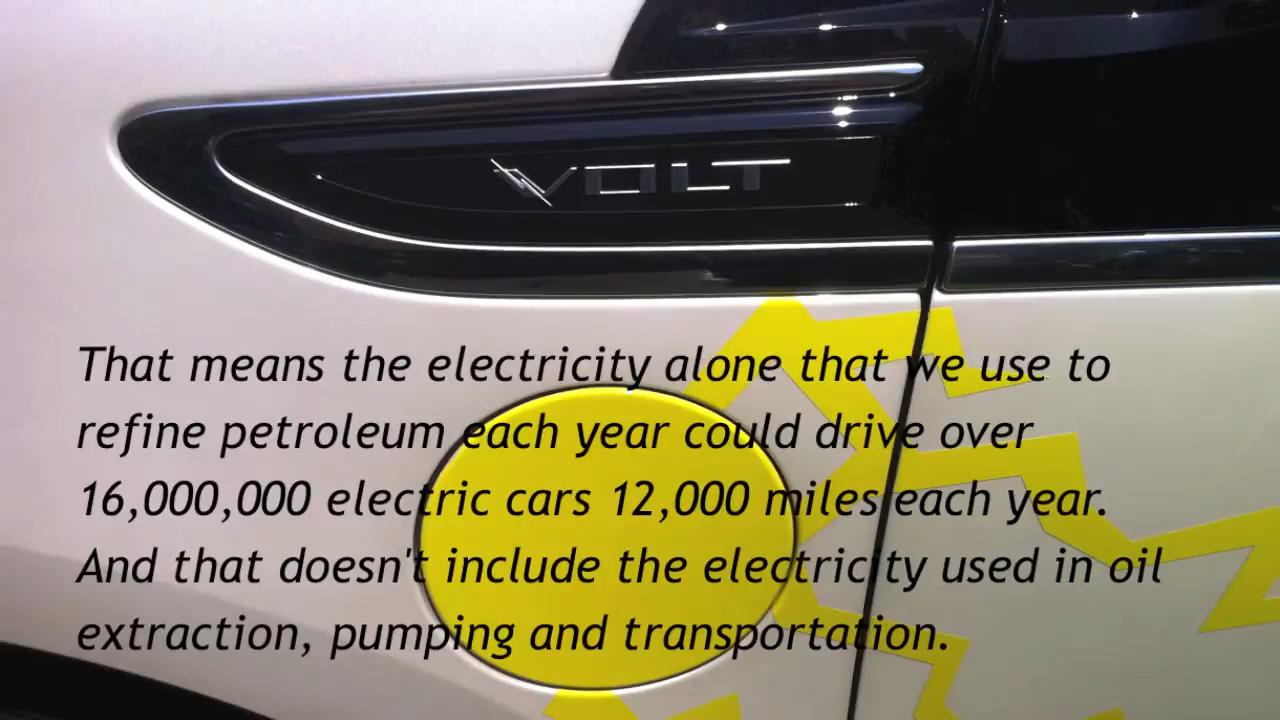 VOLT
That means the electricity alone that we use to
refine petroleum each year could drive over
16,000,000 electric cars 12,000 miles each year.
And that doesn't include the electricity used in oil
extraction, pumping and transportation.